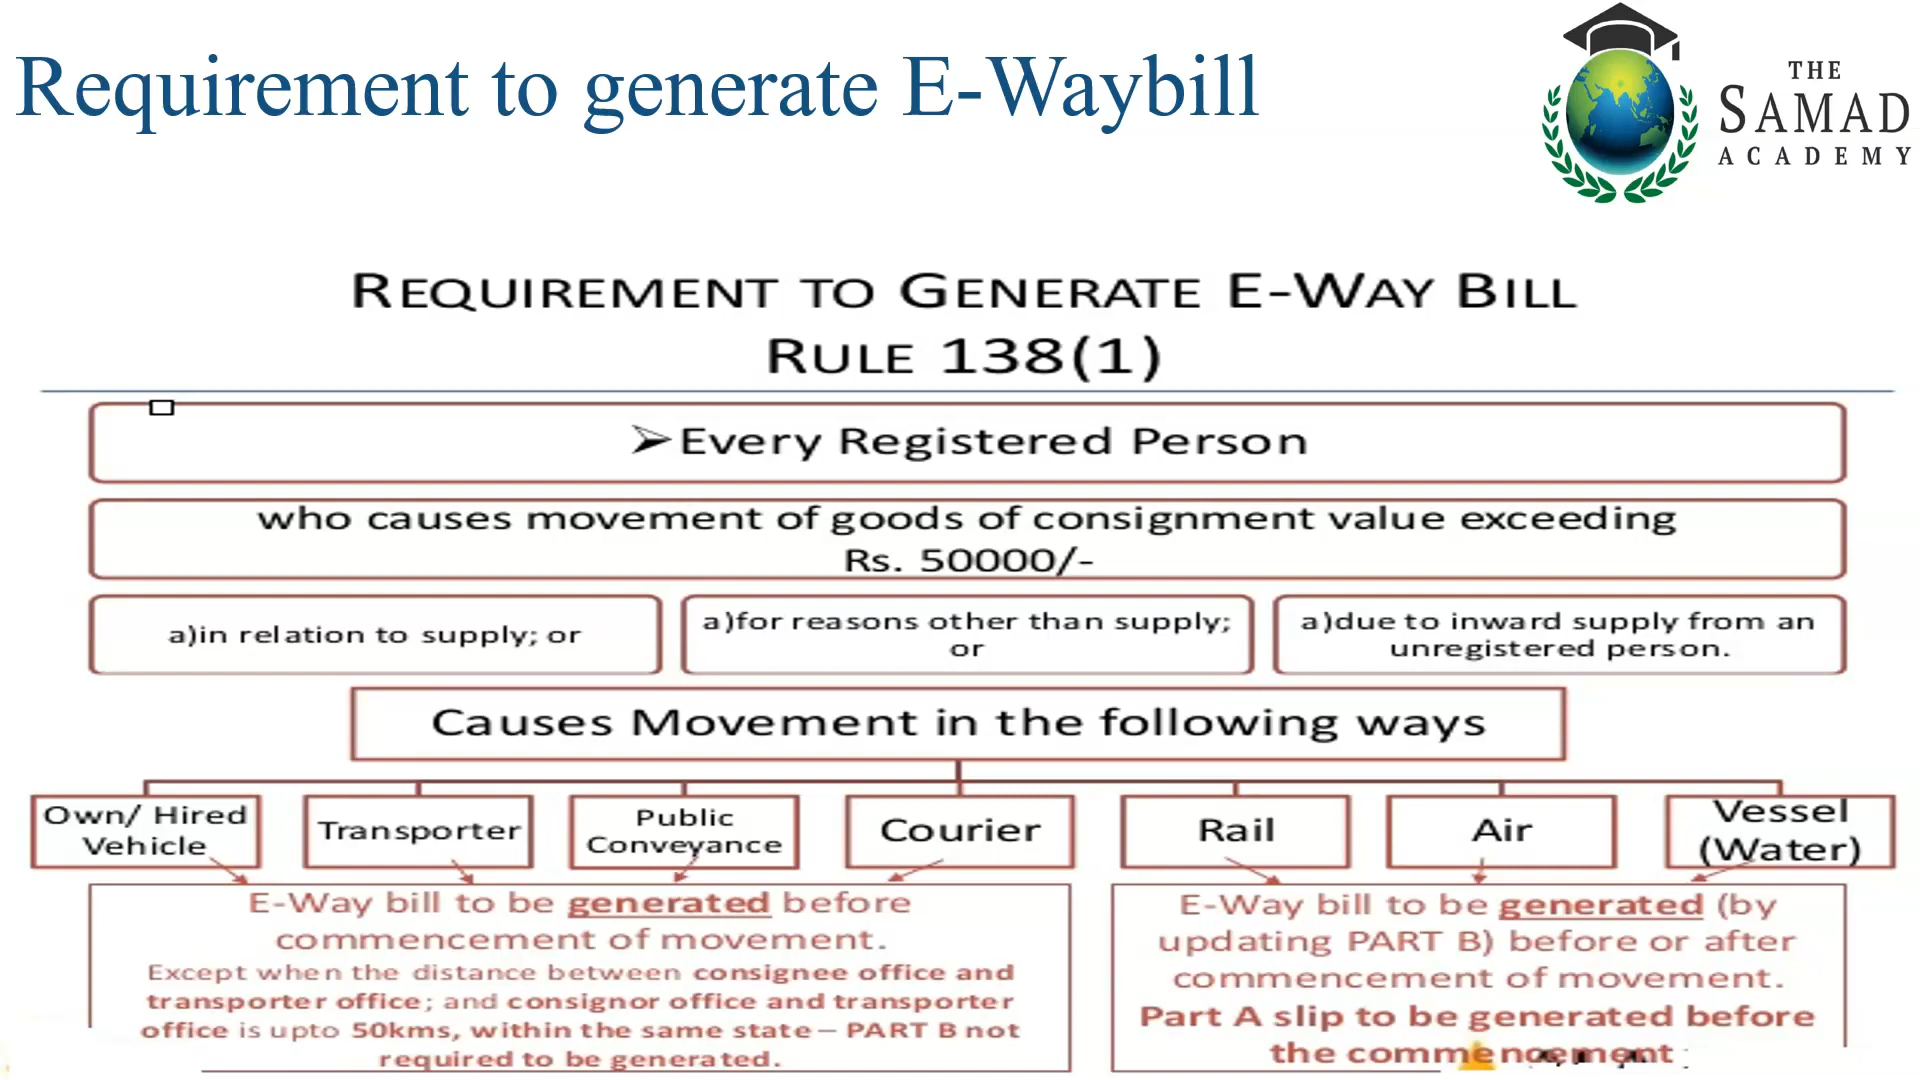 Requirement to generate E-Waybill
THE
SAMAD
ACADEMY
REQUIREMENT TO GENERATE E-WAY BILL
RULE 138(1)
➢Every Registered Person
who causes movement of goods of consignment value exceeding
Rs. 50000/-
a)in relation to supply; or
a)for reasons other than supply;
or
a)due to inward supply from an
unregistered person.
Causes Movement in the following ways
Own/ Hired
Vehicle
Transporter
Public
Conveyance
Courier
Rail
Air
Vessel
(Water)
E-Way bill to be generated before
commencement of movement.
Except when the distance between consignee office and
transporter office; and consignor office and transporter
office is upto 50kms, within the same state – PART B not
required to be generated.
E-Way bill to be generated (by
updating PART B) before or after
commencement of movement.
Part A slip to be generated before
the commencement